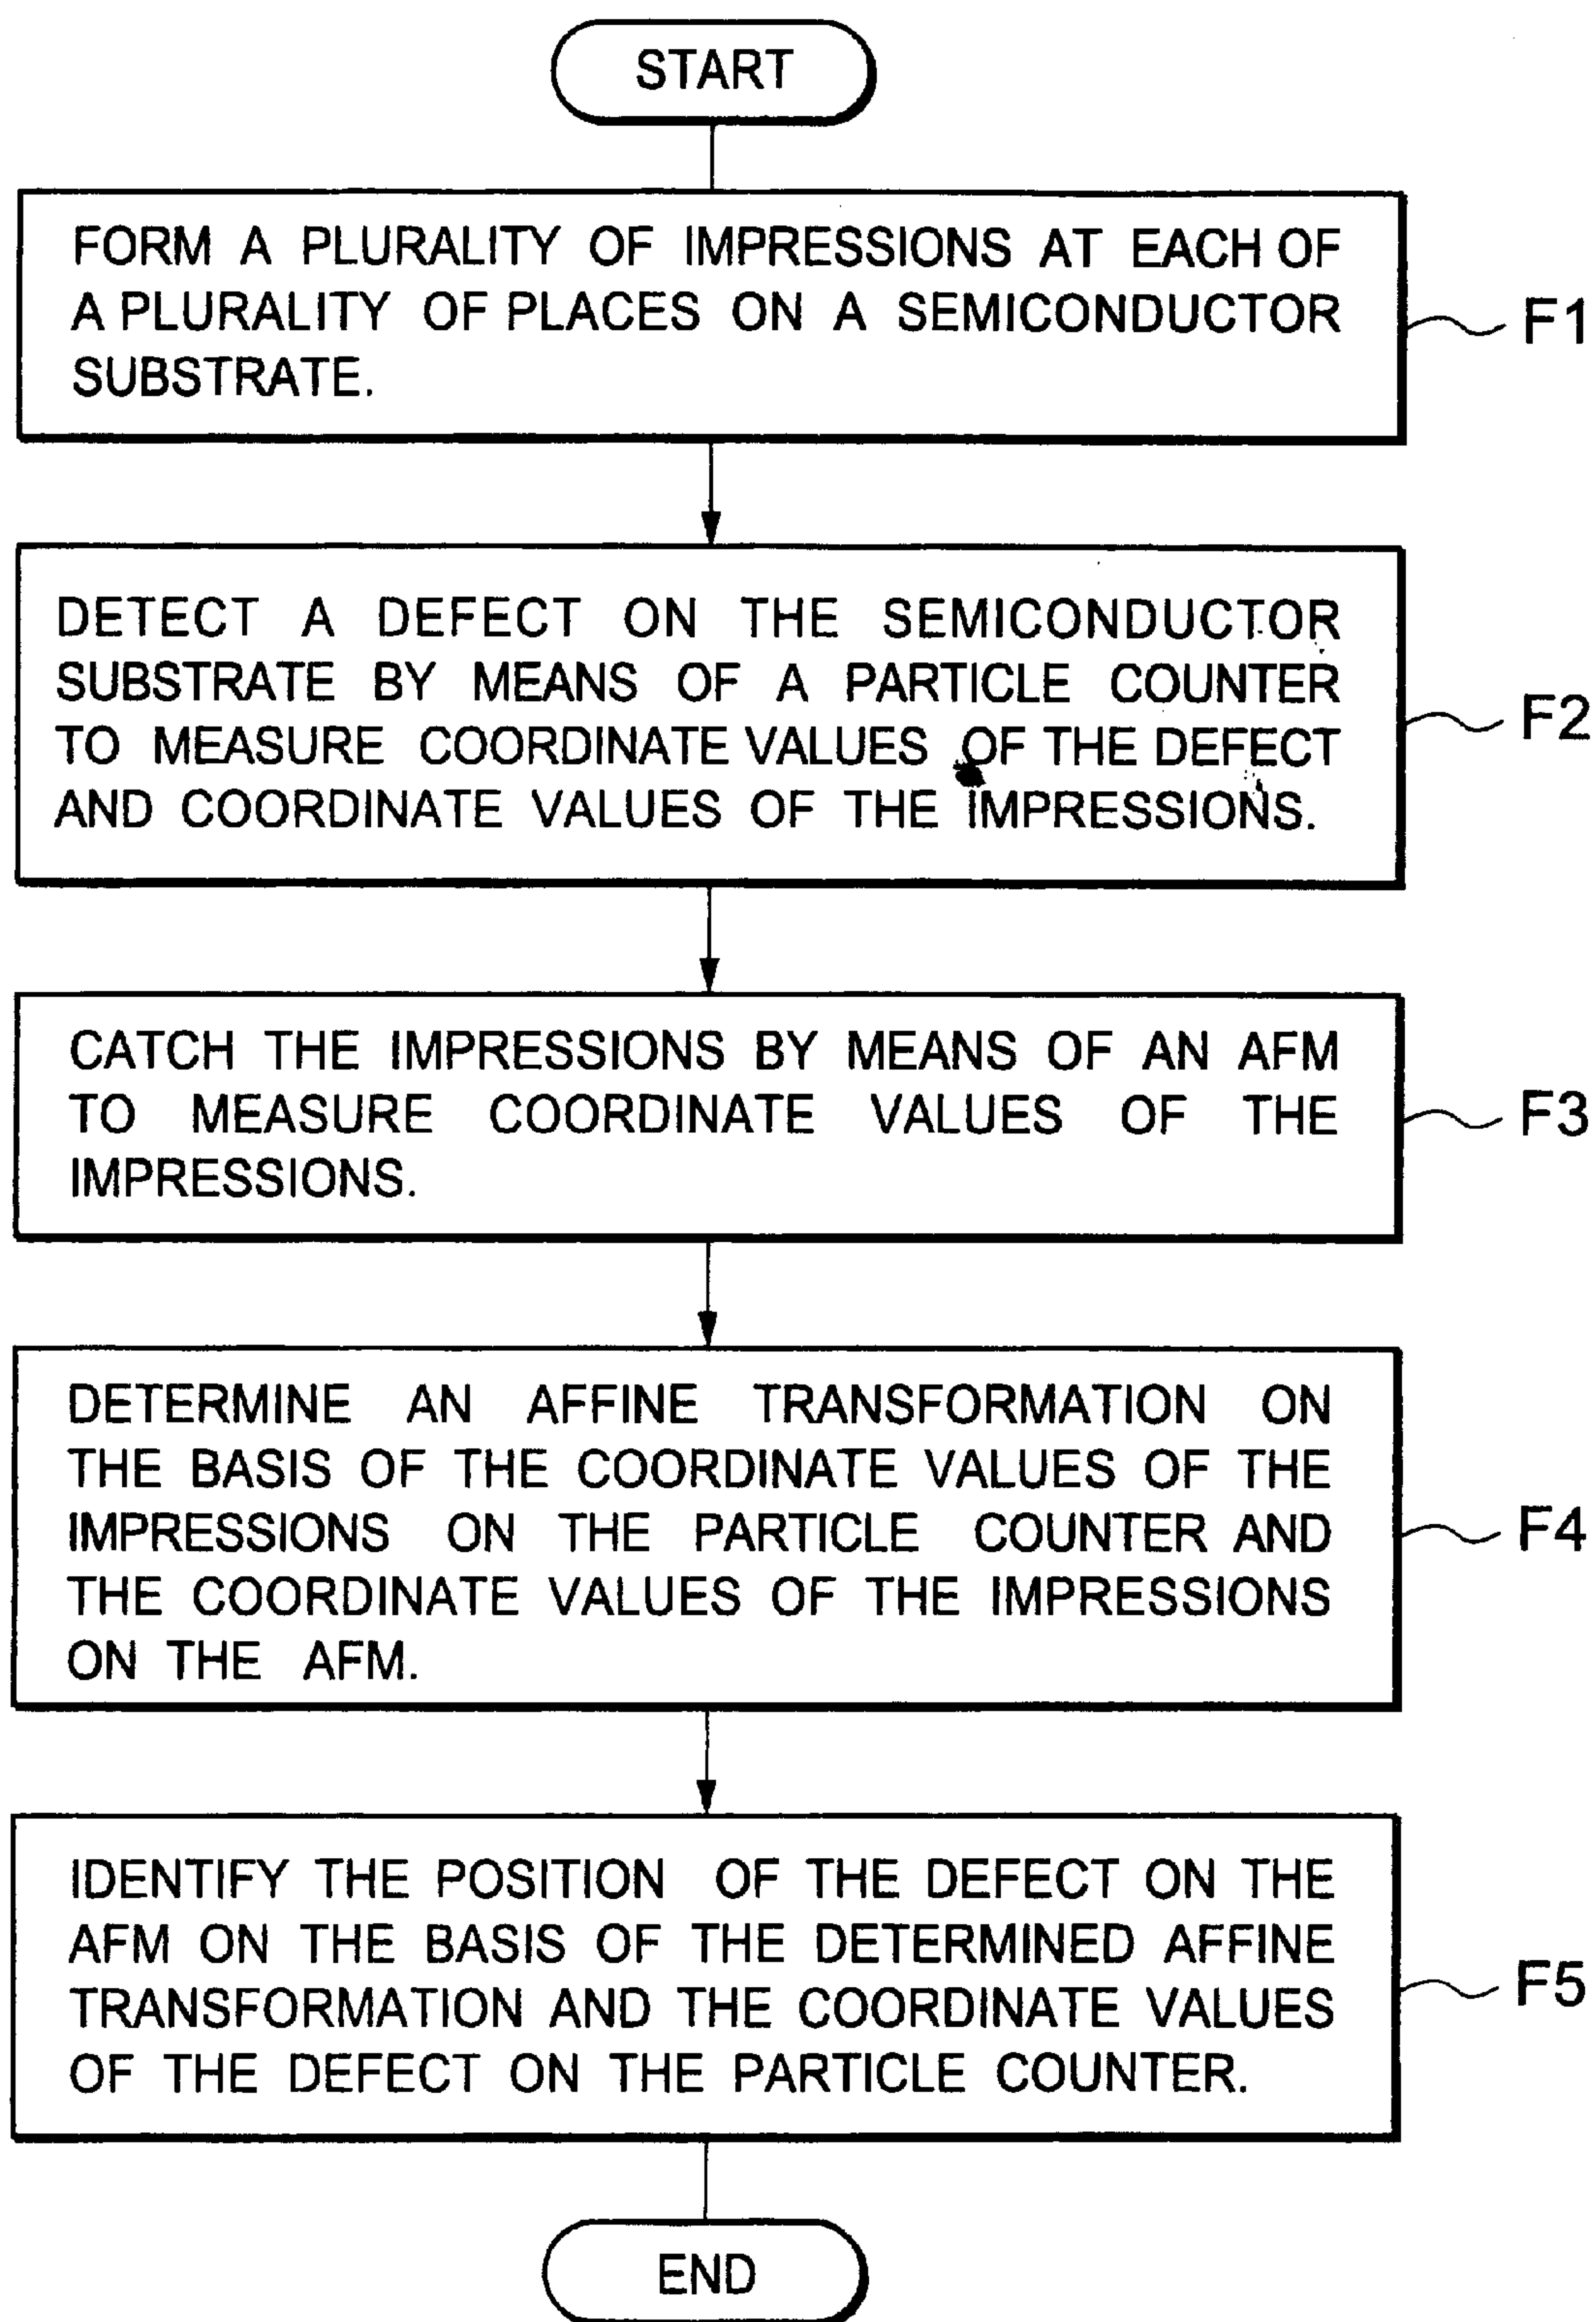 START
FORM A PLURALITY OF IMPRESSIONS AT EACH OF
A PLURALITY OF PLACES ON A SEMICONDUCTOR
SUBSTRATE.
F1
DETECT A DEFECT ON THE SEMICONDUCTOR
SUBSTRATE BY MEANS OF A PARTICLE COUNTER
TO MEASURE COORDINATE VALUES OF THE DEFECT
AND COORDINATE VALUES OF THE IMPRESSIONS.
F2
CATCH THE IMPRESSIONS BY MEANS OF AN AFM
TO MEASURE COORDINATE VALUES OF THE
IMPRESSIONS.
F3
DETERMINE AN AFFINE TRANSFORMATION ON
THE BASIS OF THE COORDINATE VALUES OF THE
IMPRESSIONS ON THE PARTICLE COUNTER AND
THE COORDINATE VALUES OF THE IMPRESSIONS
ON THE AFM.
F4
IDENTIFY THE POSITION OF THE DEFECT ON THE
AFM ON THE BASIS OF THE DETERMINED AFFINE
TRANSFORMATION AND THE COORDINATE VALUES
OF THE DEFECT ON THE PARTICLE COUNTER.
F5
END